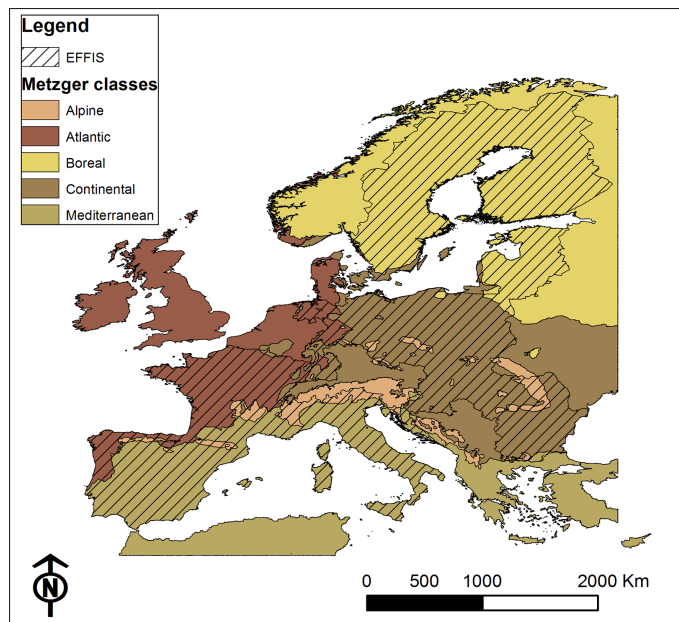 Legend
EFFIS
Metzger classes
Alpine
Atlantic
Boreal
Continental
Mediterranean
N
0 500 1000 2000 Km